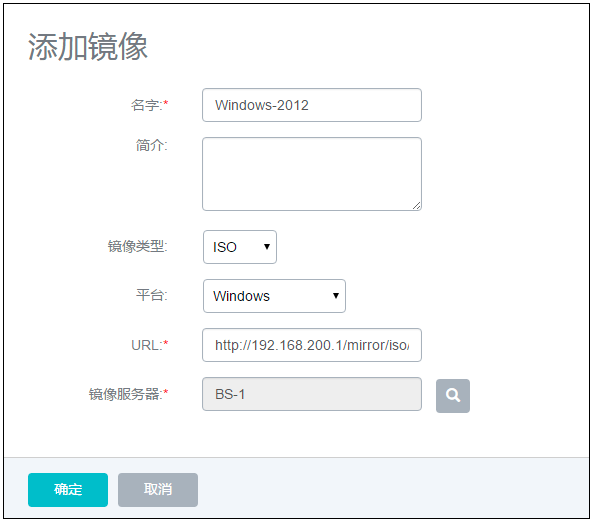 添加镜像
名字:* Windows-2012
简介:
镜像类型: ISO
平台: Windows
URL:* http://192.168.200.1/mirror/iso/
镜像服务器:* BS-1
确定 取消